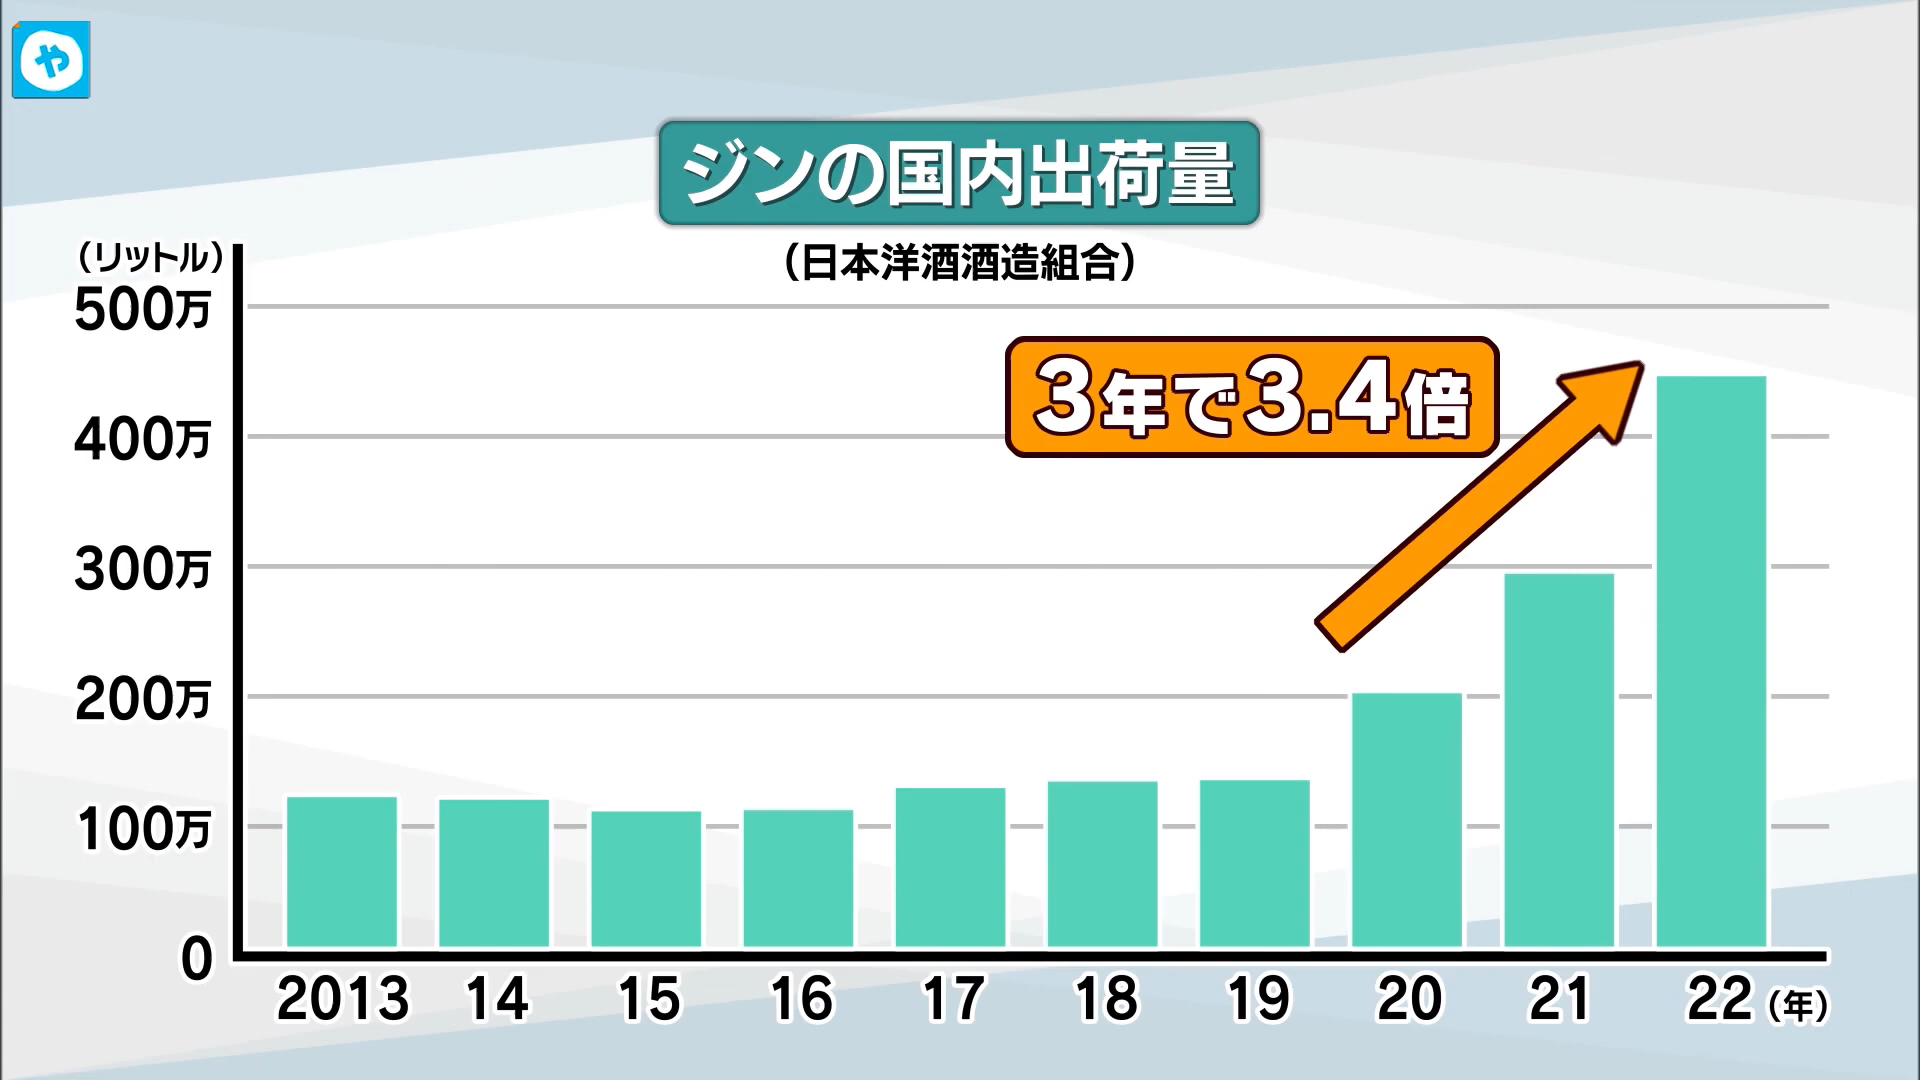 や
ジンの国内出荷量
(日本洋酒酒造組合)
(リットル)
500万
400万
300万
200万
100万
0
3年で3.4倍
2013 14 15 16 17 18 19 20 21 22 (年)